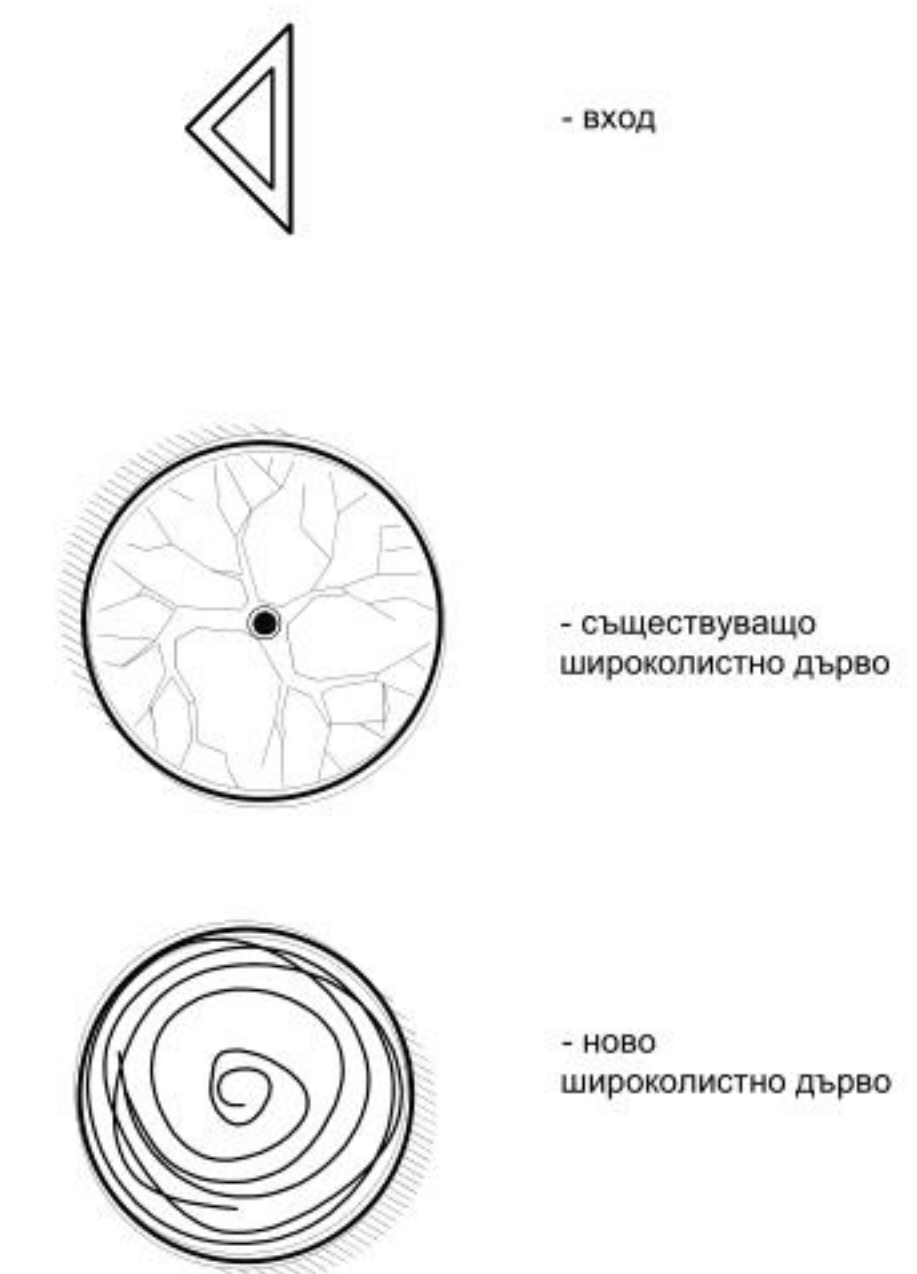 - вход
- съществуващо
широколистно дърво
- ново
широколистно дърво